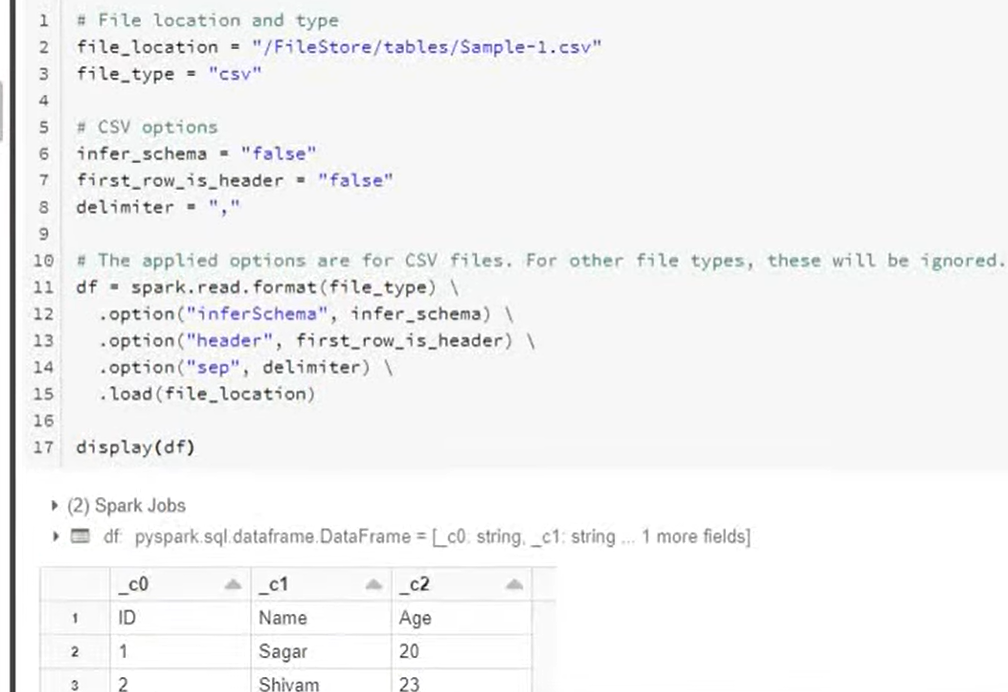 1 # File location and type
2 file_location = "/FileStore/tables/Sample-1.csv"
3 file_type = "csv"
4
5 # CSV options
6 infer_schema = "false"
7 first_row_is_header = "false"
8 delimiter = ","
9
10 # The applied options are for CSV files. For other file types, these will be ignored.
11 df = spark.read.format(file_type) \
12 .option("inferSchema", infer_schema) \
13 .option("header", first_row_is_header) \
14 .option("sep", delimiter) \
15 .load(file_location)
16
17 display(df)
(2) Spark Jobs
df: pyspark.sql.dataframe.DataFrame = [_c0: string, _c1: string ... 1 more fields]
_c0 _c1 _c2
1 ID Name Age
2 1 Sagar 20
3 2 Shivam 23